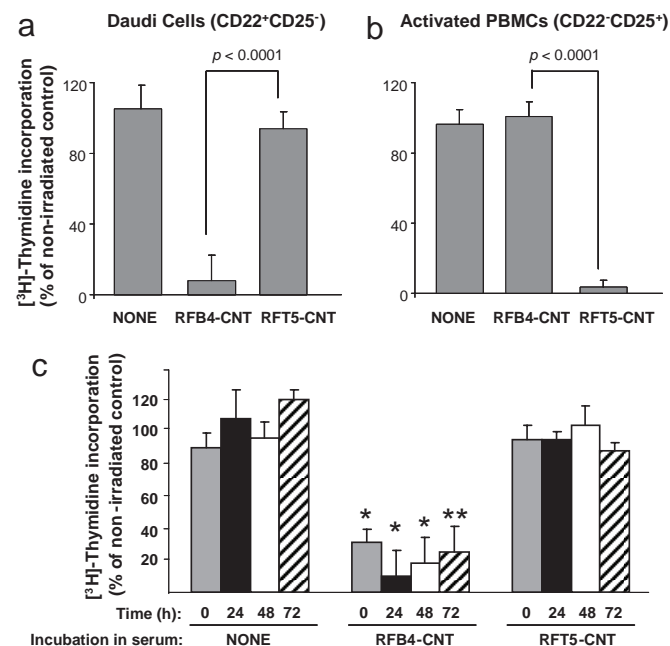 a
Daudi Cells (CD22⁺CD25⁻)
p < 0.0001
[³H]-Thymidine incorporation
(% of non-irradiated control)
120
80
40
0
NONE RFB4-CNT RFT5-CNT
b
Activated PBMCs (CD22⁻CD25⁺)
p < 0.0001
120
80
40
0
NONE RFB4-CNT RFT5-CNT
c
[³H]-Thymidine incorporation
(% of non-irradiated control)
120
100
80
60
40
20
* * * **
Time (h): 0 24 48 72 0 24 48 72 0 24 48 72
Incubation in serum: NONE RFB4-CNT RFT5-CNT